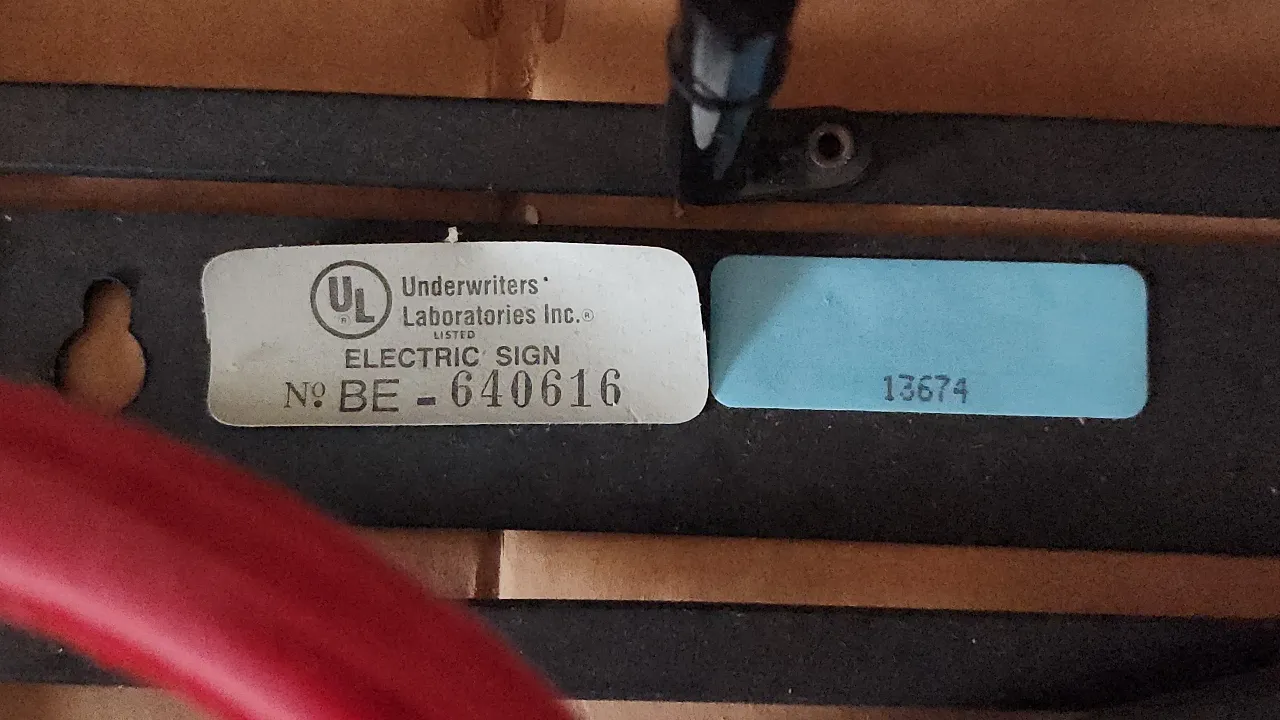 UL
®
Underwriters
Laboratories Inc.®
LISTED
ELECTRIC SIGN
Nº BE - 640616
13674